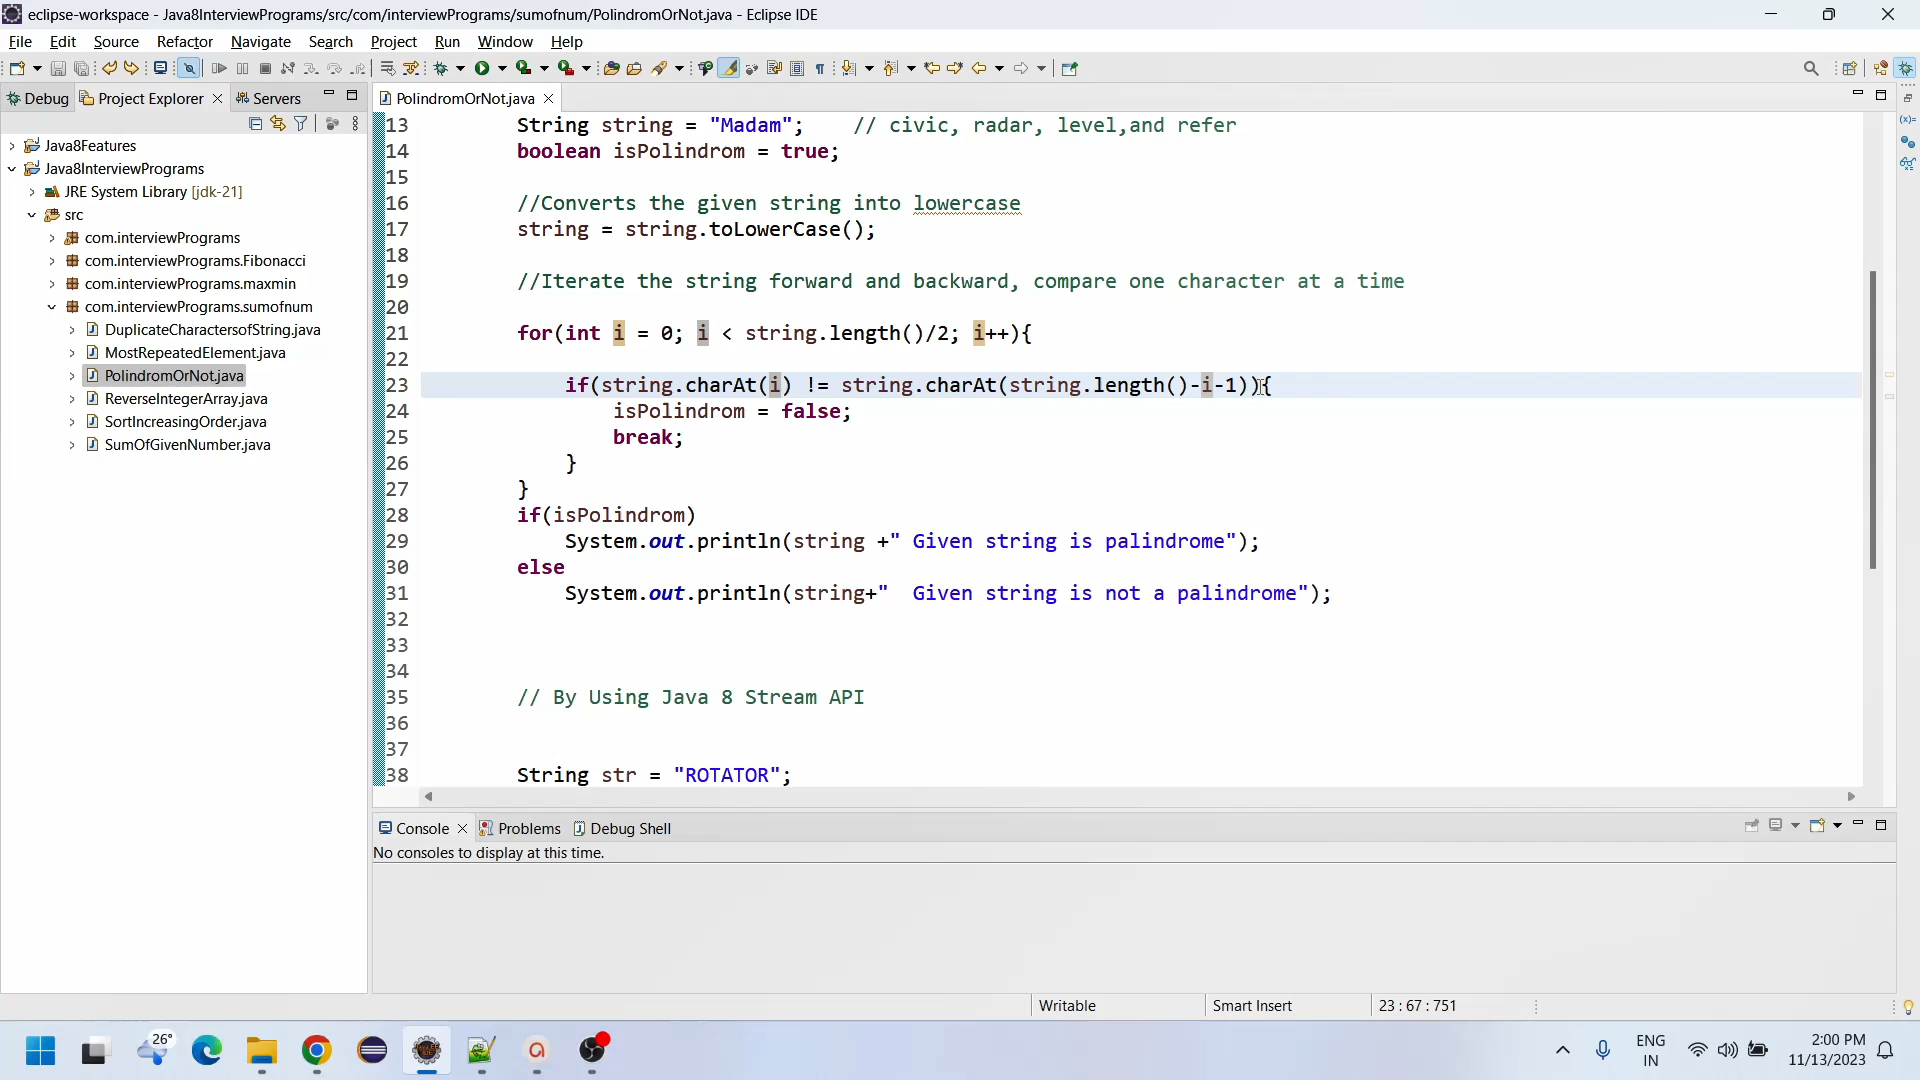 eclipse-workspace - Java8InterviewPrograms/src/com/interviewPrograms/sumofnum/PolindromOrNot.java - Eclipse IDE
File Edit Source Refactor Navigate Search Project Run Window Help
Debug Project Explorer Servers
PolindromOrNot.java
Java8Features
Java8InterviewPrograms
JRE System Library [jdk-21]
src
com.interviewPrograms
com.interviewPrograms.Fibonacci
com.interviewPrograms.maxmin
com.interviewPrograms.sumofnum
DuplicateCharactersofString.java
MostRepeatedElement.java
PolindromOrNot.java
ReverseIntegerArray.java
SortIncreasingOrder.java
SumOfGivenNumber.java
13 String string = "Madam"; // civic, radar, level,and refer
14 boolean isPolindrom = true;
15
16 //Converts the given string into lowercase
17 string = string.toLowerCase();
18
19 //Iterate the string forward and backward, compare one character at a time
20
21 for(int i = 0; i < string.length()/2; i++){
22
23 if(string.charAt(i) != string.charAt(string.length()-i-1)){
24 isPolindrom = false;
25 break;
26 }
27 }
28 if(isPolindrom)
29 System.out.println(string +" Given string is palindrome");
30 else
31 System.out.println(string+"  Given string is not a palindrome");
32
33
34
35 // By Using Java 8 Stream API
36
37
38 String str = "ROTATOR";
Console Problems Debug Shell
No consoles to display at this time.
Writable Smart Insert 23 : 67 : 751
26°
ENG
IN
2:00 PM
11/13/2023